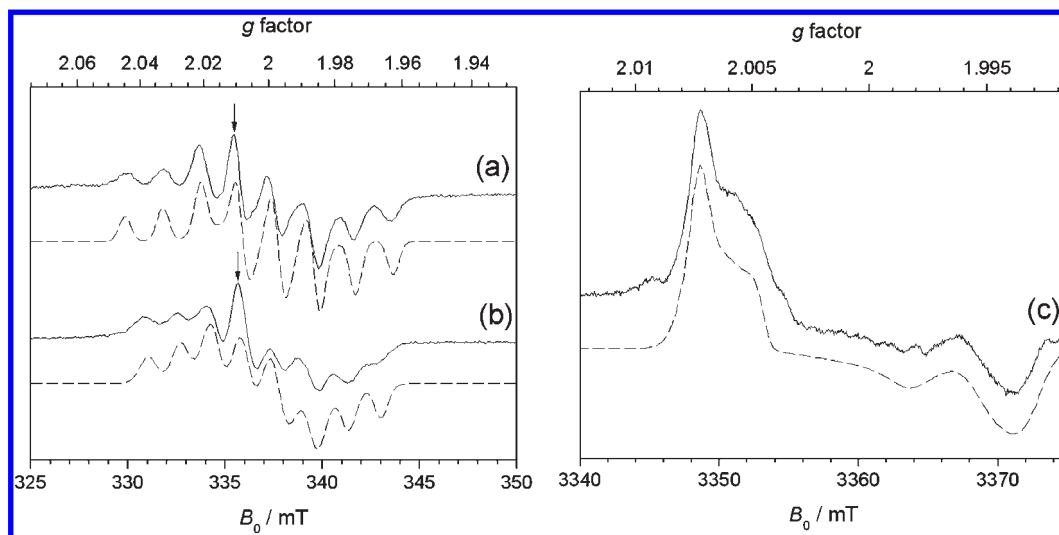 g factor
2.06 2.04 2.02 2 1.98 1.96 1.94
(a)
(b)
325 330 335 340 345 350
B0 / mT
g factor
2.01 2.005 2 1.995
(c)
3340 3350 3360 3370
B0 / mT